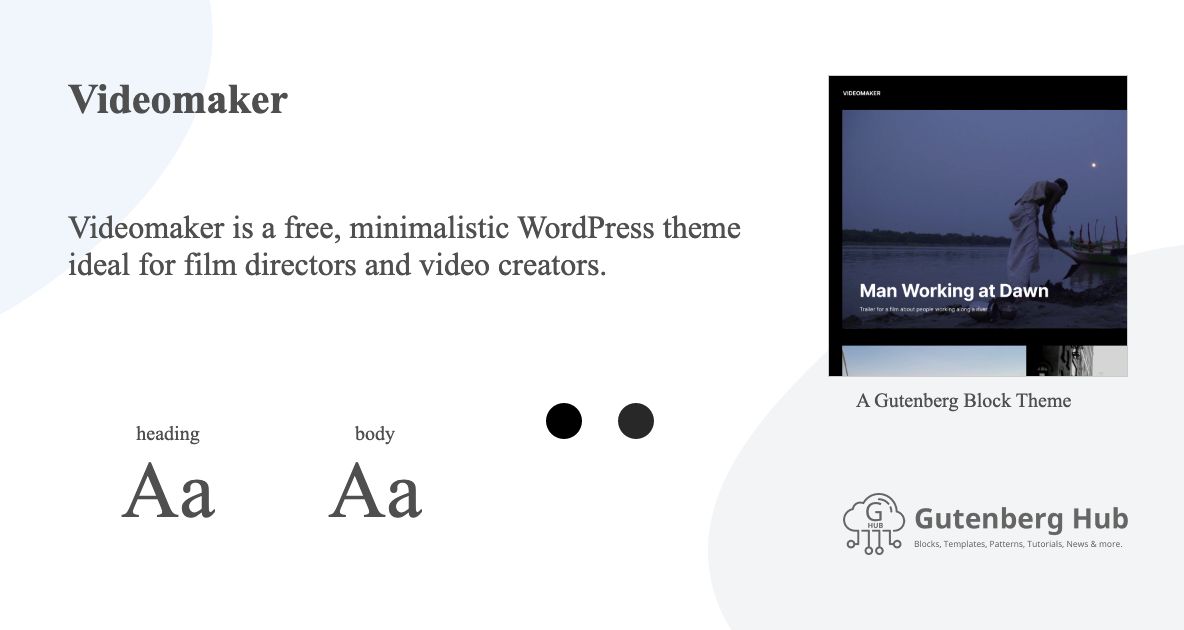 Videomaker
Videomaker is a free, minimalistic WordPress theme
ideal for film directors and video creators.
heading
Aa
body
Aa
VIDEOMAKER
Man Working at Dawn
Trailer for a film about people working along a river
A Gutenberg Block Theme
G
HUB
Gutenberg Hub
Blocks, Templates, Patterns, Tutorials, News & more.